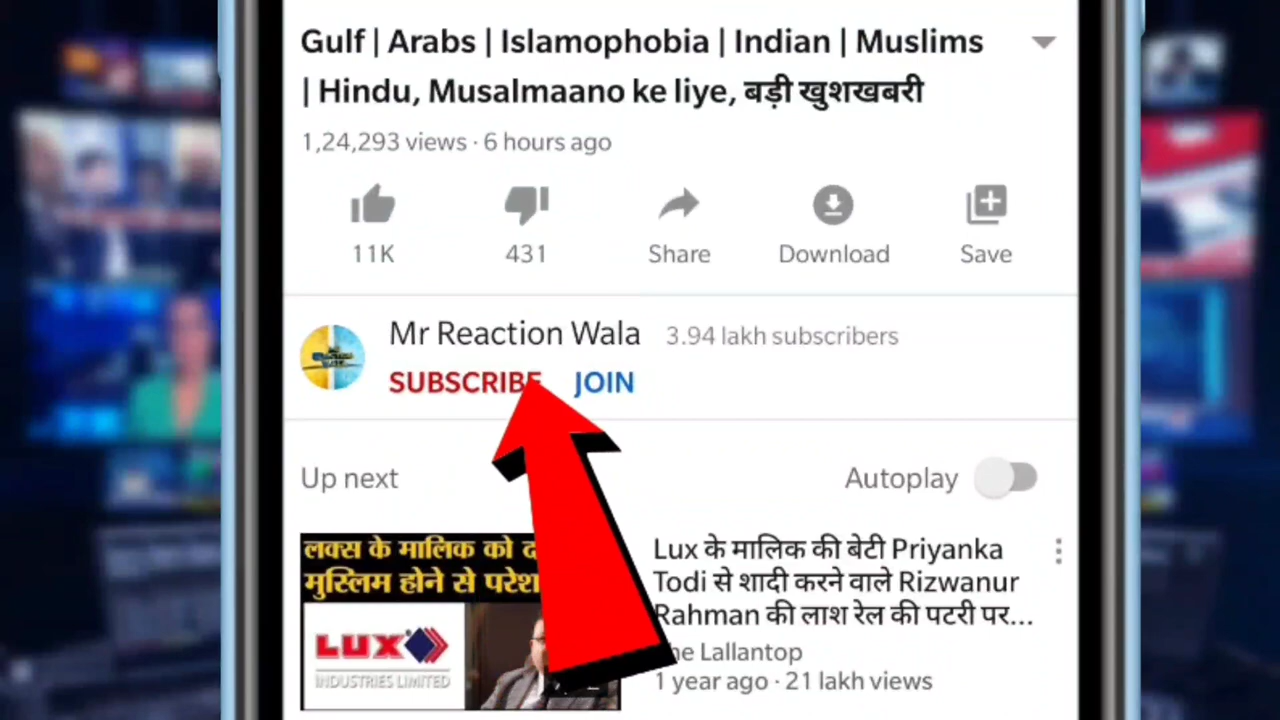 Gulf | Arabs | Islamophobia | Indian | Muslims
| Hindu, Musalmaano ke liye, बड़ी खुशखबरी
1,24,293 views · 6 hours ago
11K
431
Share
Download
Save
Mr Reaction Wala 3.94 lakh subscribers
SUBSCRIBE JOIN
Up next
Autoplay
लक्स के मालिक को
मुस्लिम होने से
LUX
INDUSTRIES LIMITED
Lux के मालिक की बेटी Priyanka
Todi से शादी करने वाले Rizwanur
Rahman की लाश रेल की पटरी पर...
Lallantop
1 year ago · 21 lakh views